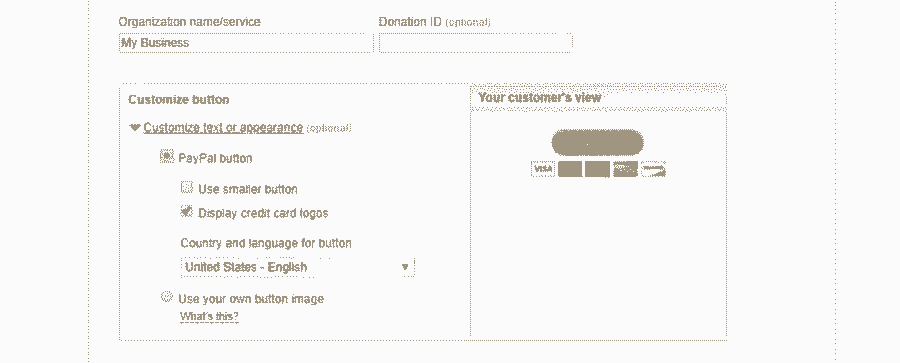 Organization name/service
Donation ID (optional)
My Business
Customize button
Your customer's view
Customize text or appearance (optional)
PayPal button
Use smaller button
Display credit card logos
Country and language for button
United States - English
Use your own button image
What's this?
VISA